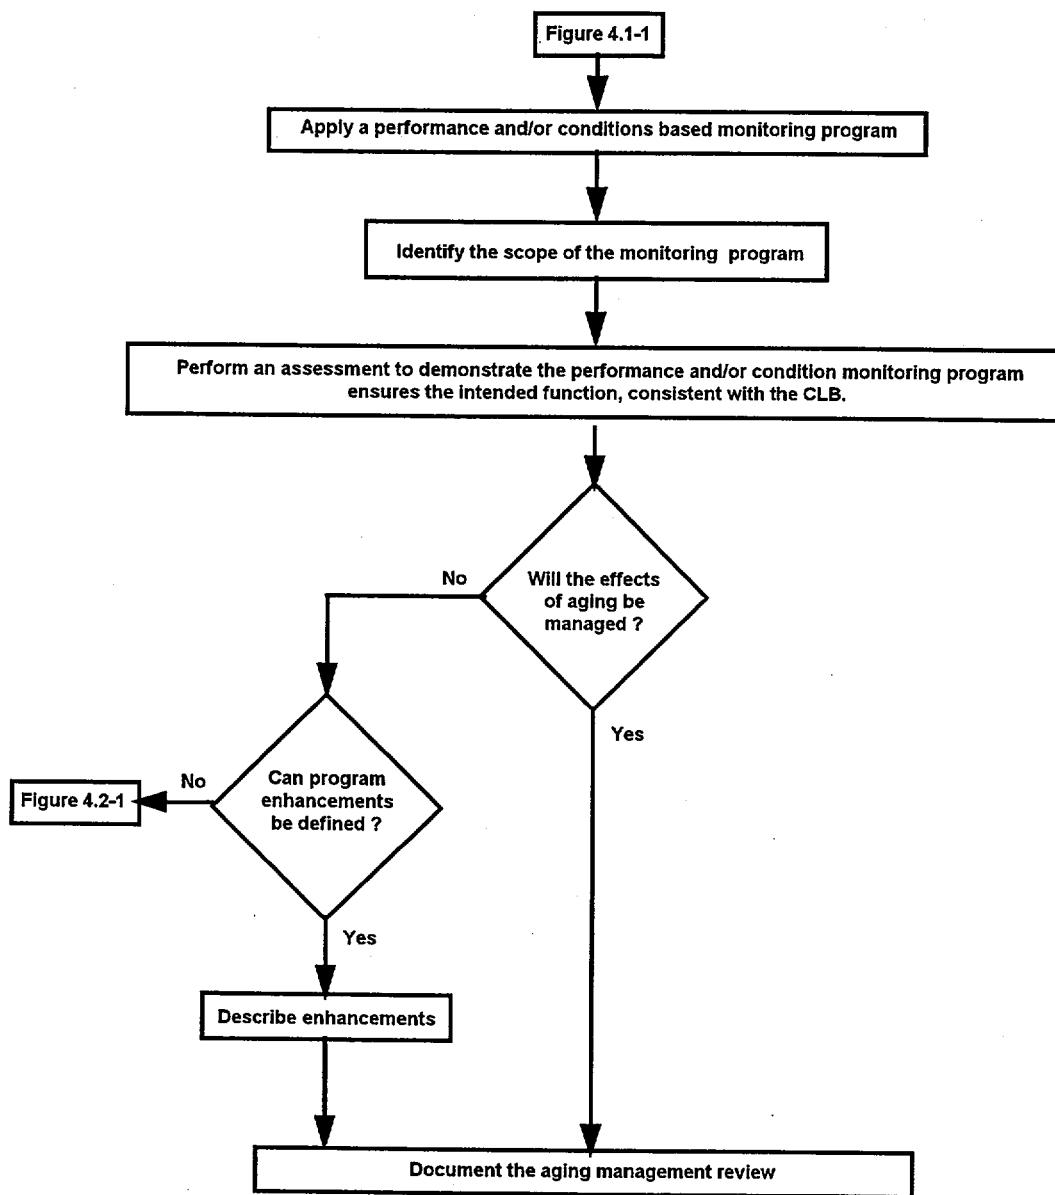 Figure 4.1-1
Apply a performance and/or conditions based monitoring program
Identify the scope of the monitoring program
Perform an assessment to demonstrate the performance and/or condition monitoring program
ensures the intended function, consistent with the CLB.
No
Will the effects
of aging be
managed ?
Yes
No
Can program
enhancements
be defined ?
Figure 4.2-1
Yes
Describe enhancements
Document the aging management review